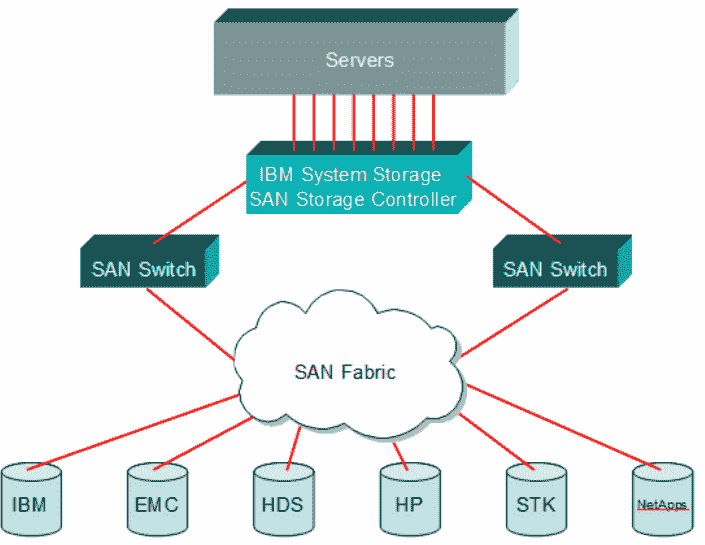 Servers
IBM System Storage
SAN Storage Controller
SAN Switch
SAN Switch
SAN Fabric
IBM
EMC
HDS
HP
STK
NetApps